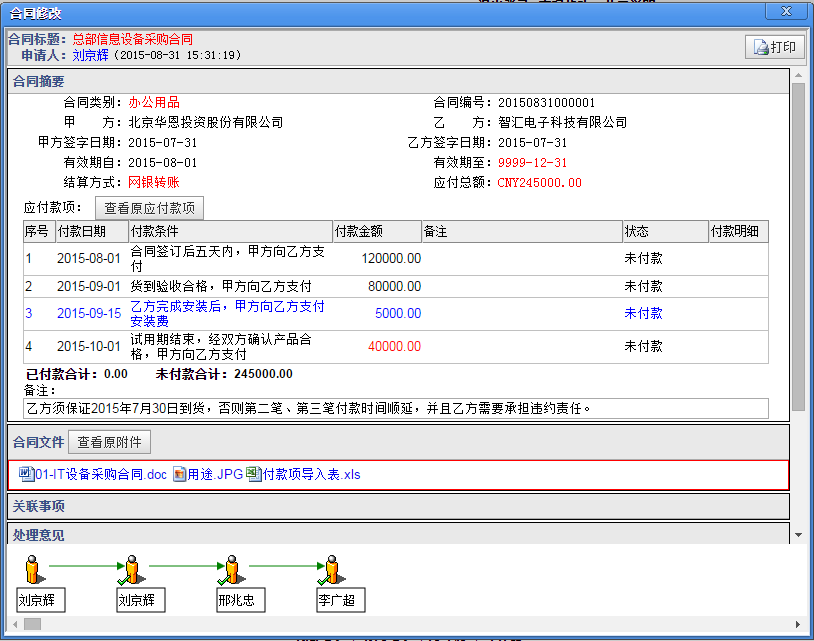 合同修改
合同标题：总部信息设备采购合同
申请人：刘京辉（2015-08-31 15:31:19）
打印
合同摘要
合同类别：办公用品 合同编号：20150831000001
甲 方：北京华恩投资股份有限公司 乙 方：智汇电子科技有限公司
甲方签字日期：2015-07-31 乙方签字日期：2015-07-31
有效期自：2015-08-01 有效期至：9999-12-31
结算方式：网银转账 应付总额：CNY245000.00
应付款项： 查看原应付款项
序号 付款日期 付款条件 付款金额 备注 状态 付款明细
1 2015-08-01 合同签订后五天内，甲方向乙方支付 120000.00 未付款
2 2015-09-01 货到验收合格，甲方向乙方支付 80000.00 未付款
3 2015-09-15 乙方完成安装后，甲方向乙方支付安装费 5000.00 未付款
4 2015-10-01 试用期结束，经双方确认产品合格，甲方向乙方支付 40000.00 未付款
已付款合计：0.00 未付款合计：245000.00
备注：
乙方须保证2015年7月30日到货，否则第二笔、第三笔付款时间顺延，并且乙方需要承担违约责任。
合同文件 查看原附件
01-IT设备采购合同.doc 用途.JPG 付款项导入表.xls
关联事项
处理意见
刘京辉 刘京辉 邢兆忠 李广超